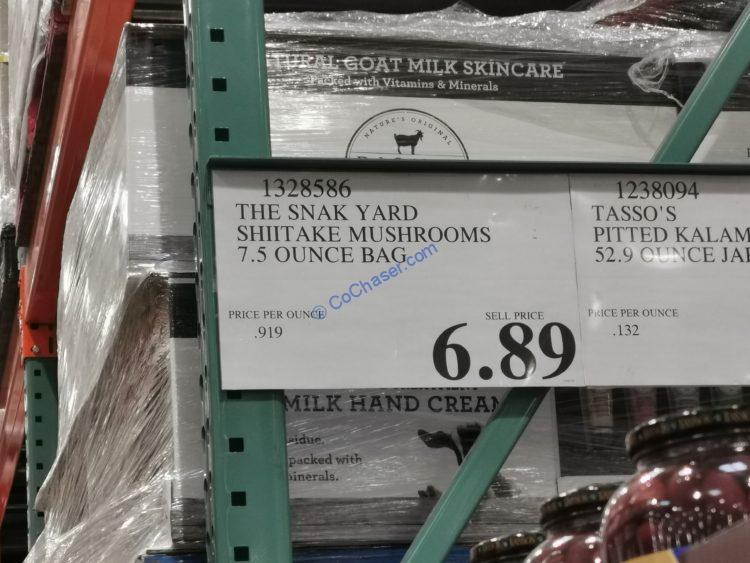 TURAL GOAT MILK SKINCARE
Packed with Vitamins & Minerals
NATURE'S ORIGINAL
1328586
THE SNAK YARD
SHIITAKE MUSHROOMS
7.5 OUNCE BAG
PRICE PER OUNCE
.919
SELL PRICE
6.89
© CoChaser.com
1238094
TASSO'S
PITTED KALAM
52.9 OUNCE JAR
PRICE PER OUNCE
.132
MILK HAND CREAM
sidue.
packed with
inerals.